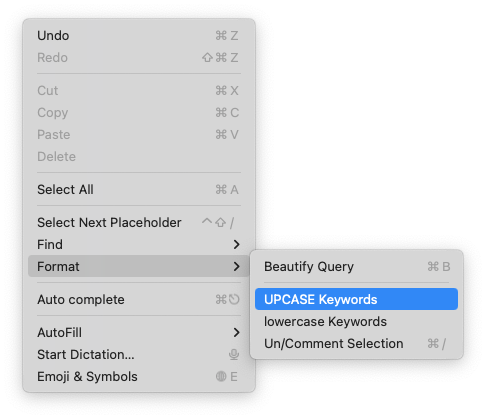 Undo ⌘ Z
Redo ⇧ ⌘ Z
Cut ⌘ X
Copy ⌘ C
Paste ⌘ V
Delete
Select All ⌘ A
Select Next Placeholder ^ ⇧ /
Find
Format
Auto complete ⌘ ⎋
AutoFill
Start Dictation...
Emoji & Symbols E
Beautify Query ⌘ B
UPCASE Keywords
lowercase Keywords
Un/Comment Selection ⌘ /